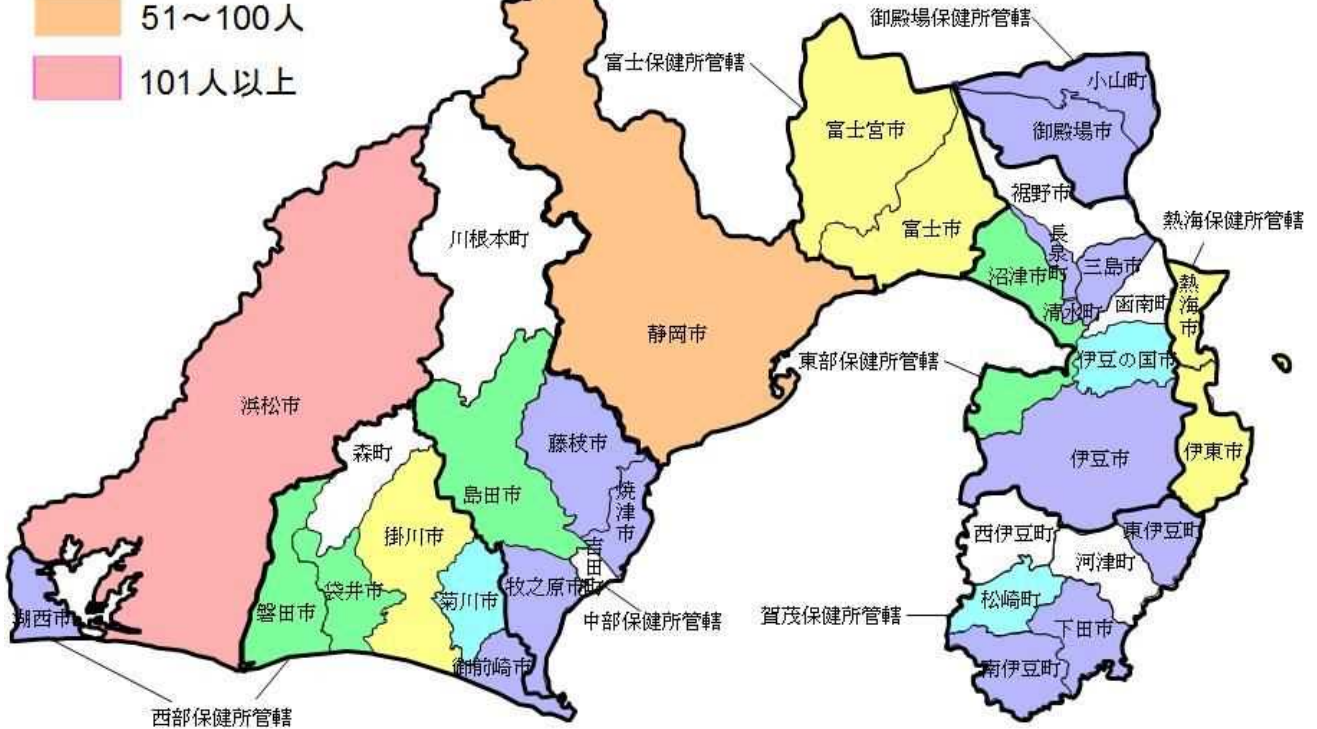 51～100人
101人以上
御殿場保健所管轄
富士保健所管轄
小山町
富士宮市
御殿場市
裾野市
熱海保健所管轄
川根本町
富士市
長泉町
三島市
沼津市
熱海市
清水町
函南町
静岡市
東部保健所管轄
伊豆の国市
浜松市
藤枝市
森町
伊豆市
伊東市
島田市
焼津市
掛川市
西伊豆町
東伊豆町
吉田町
河津町
袋井市
牧之原市
菊川市
松崎町
磐田市
湖西市
中部保健所管轄
賀茂保健所管轄
下田市
御前崎市
南伊豆町
西部保健所管轄